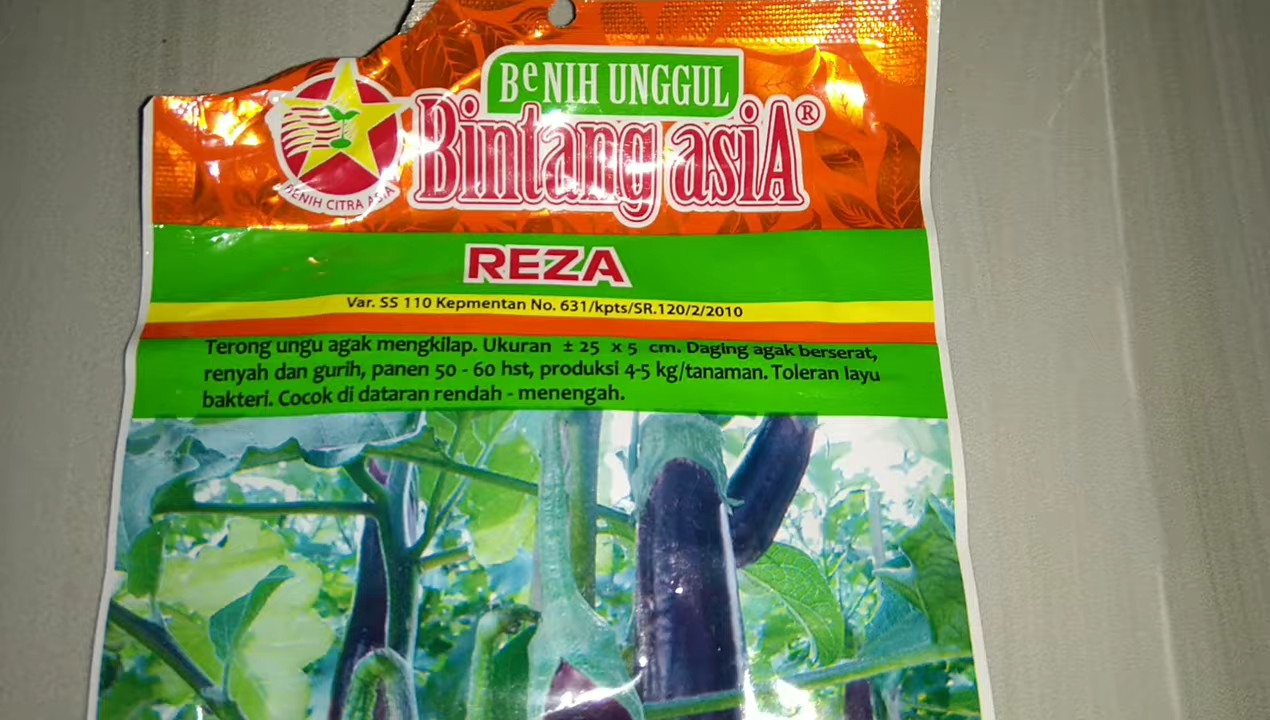 BeNIH UNGGUL
Bintang asiA®
BENIH CITRA ASIA
REZA
Var. SS 110 Kepmentan No. 631/kpts/SR.120/2/2010
Terong ungu agak mengkilap. Ukuran ± 25 x 5 cm. Daging agak berserat,
renyah dan gurih, panen 50 - 60 hst, produksi 4-5 kg/tanaman. Toleran layu
bakteri. Cocok di dataran rendah - menengah.